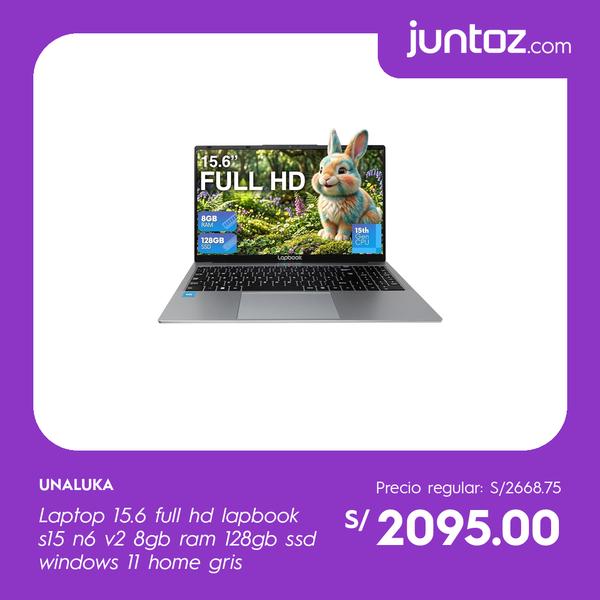 juntoz.com
15.6”
FULL HD
8GB
RAM
128GB
SSD
15th
Gen
CPU
Lapbook
UNALUKA
Laptop 15.6 full hd lapbook
s15 n6 v2 8gb ram 128gb ssd
windows 11 home gris
Precio regular: S/2668.75
S/ 2095.00